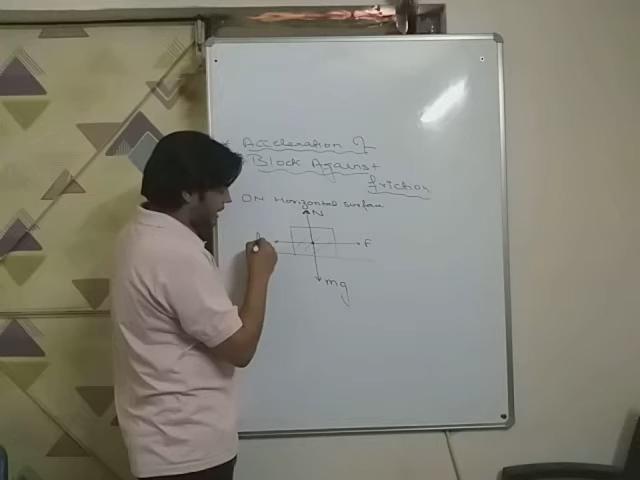 Acceleration of
Block Against
friction
ON Horizontal surface
N
F
mg